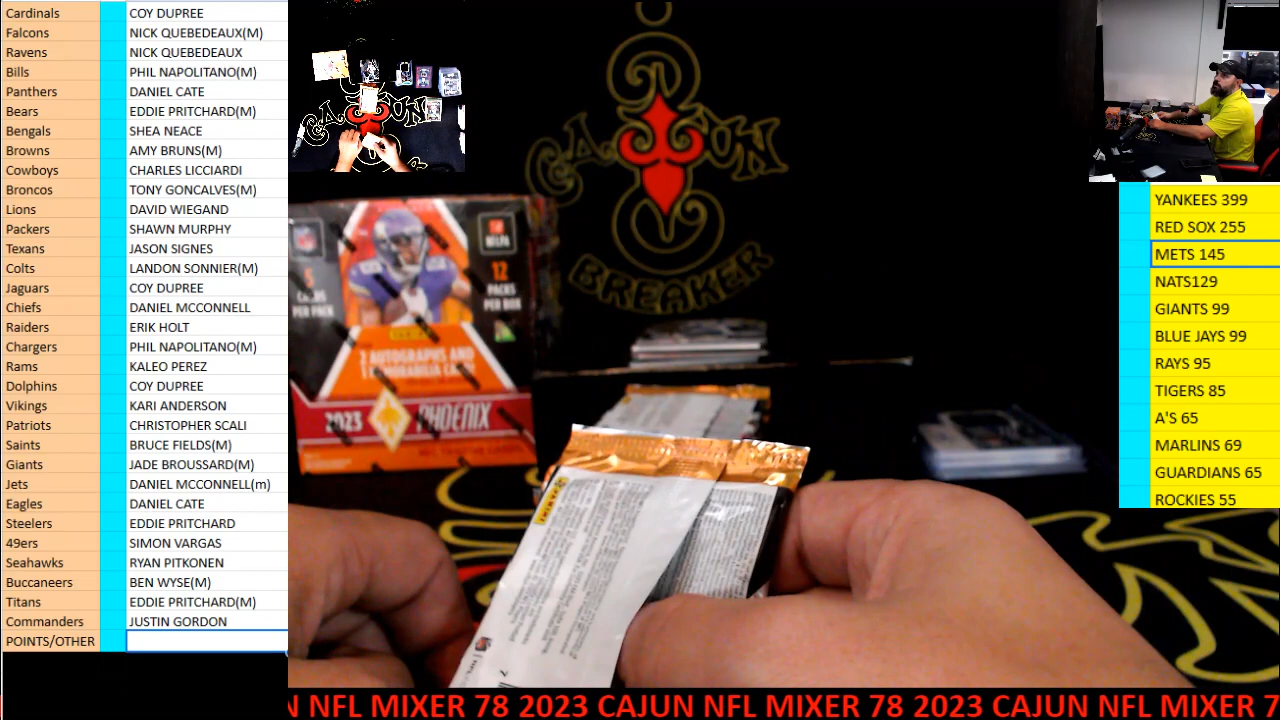 Cardinals COY DUPREE
Falcons NICK QUEBEDEAUX(M)
Ravens NICK QUEBEDEAUX
Bills PHIL NAPOLITANO(M)
Panthers DANIEL CATE
Bears EDDIE PRITCHARD(M)
Bengals SHEA NEACE
Browns AMY BRUNS(M)
Cowboys CHARLES LICCIARDI
Broncos TONY GONCALVES(M)
Lions DAVID WIEGAND
Packers SHAWN MURPHY
Texans JASON SIGNES
Colts LANDON SONNIER(M)
Jaguars COY DUPREE
Chiefs DANIEL MCCONNELL
Raiders ERIK HOLT
Chargers PHIL NAPOLITANO(M)
Rams KALEO PEREZ
Dolphins COY DUPREE
Vikings KARI ANDERSON
Patriots CHRISTOPHER SCALI
Saints BRUCE FIELDS(M)
Giants JADE BROUSSARD(M)
Jets DANIEL MCCONNELL(m)
Eagles DANIEL CATE
Steelers EDDIE PRITCHARD
49ers SIMON VARGAS
Seahawks RYAN PITKONEN
Buccaneers BEN WYSE(M)
Titans EDDIE PRITCHARD(M)
Commanders JUSTIN GORDON
POINTS/OTHER
CAJUN
BREAKER
12
PACKS
PER BOX
2 AUTOGRAPHS AND
2023 PHOENIX
YANKEES 399
RED SOX 255
METS 145
NATS129
GIANTS 99
BLUE JAYS 99
RAYS 95
TIGERS 85
A'S 65
MARLINS 69
GUARDIANS 65
ROCKIES 55
N NFL MIXER 78 2023 CAJUN NFL MIXER 78 2023 CAJUN NFL MIXER 7